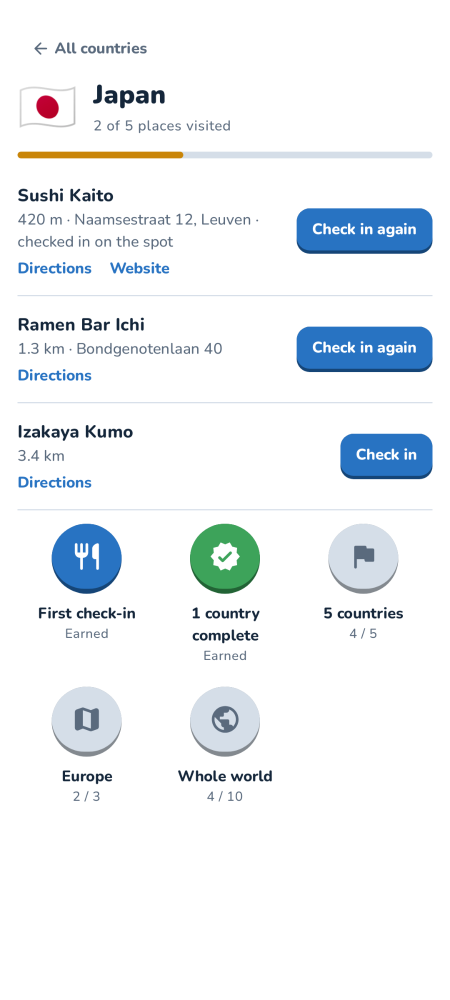 ← All countries
Japan
2 of 5 places visited
Sushi Kaito
420 m · Naamsestraat 12, Leuven ·
checked in on the spot
Check in again
Directions Website
Ramen Bar Ichi
1.3 km · Bondgenotenlaan 40
Check in again
Directions
Izakaya Kumo
3.4 km
Check in
Directions
First check-in
Earned
1 country
complete
Earned
5 countries
4 / 5
Europe
2 / 3
Whole world
4 / 10